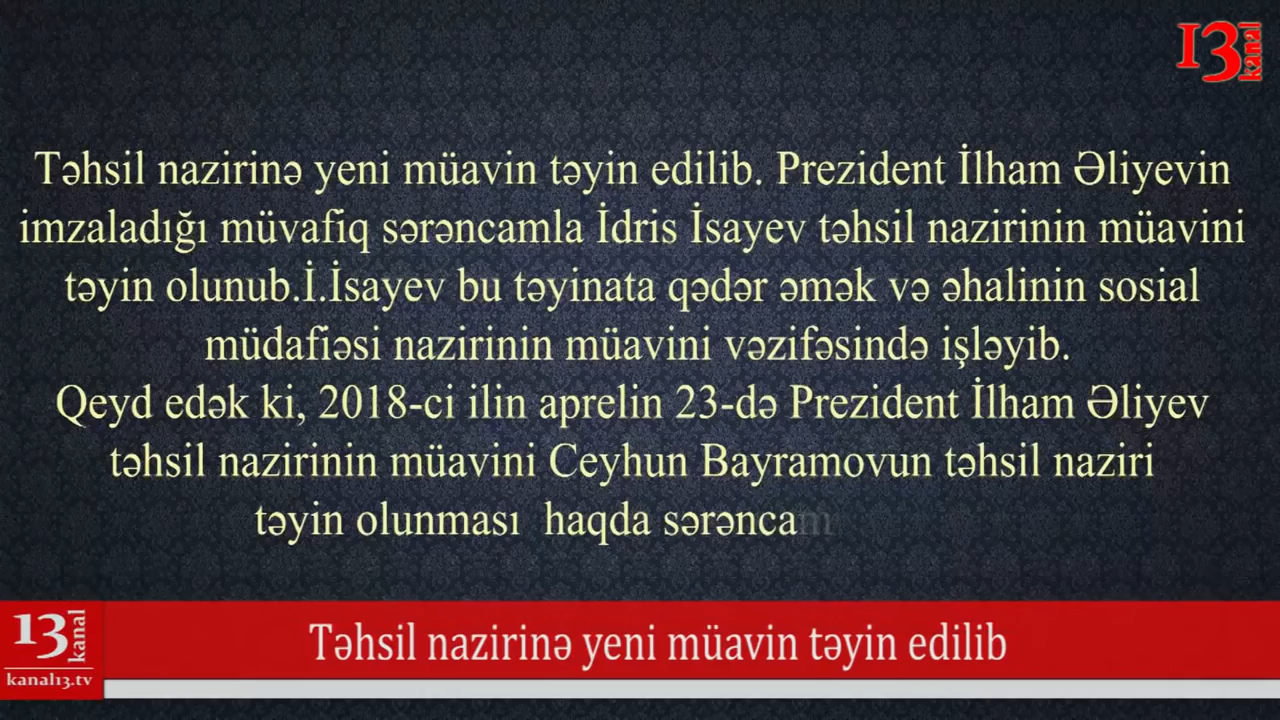 13 kanal
Təhsil nazirinə yeni müavin təyin edilib. Prezident İlham Əliyevin
imzaladığı müvafiq sərəncamla İdris İsayev təhsil nazirinin müavini
təyin olunub.İ.İsayev bu təyinata qədər əmək və əhalinin sosial
müdafiəsi nazirinin müavini vəzifəsində işləyib.
Qeyd edək ki, 2018-ci ilin aprelin 23-də Prezident İlham Əliyev
təhsil nazirinin müavini Ceyhun Bayramovun təhsil naziri
təyin olunması  haqda sərəncam
13 kanal
kanal13.tv
Təhsil nazirinə yeni müavin təyin edilib